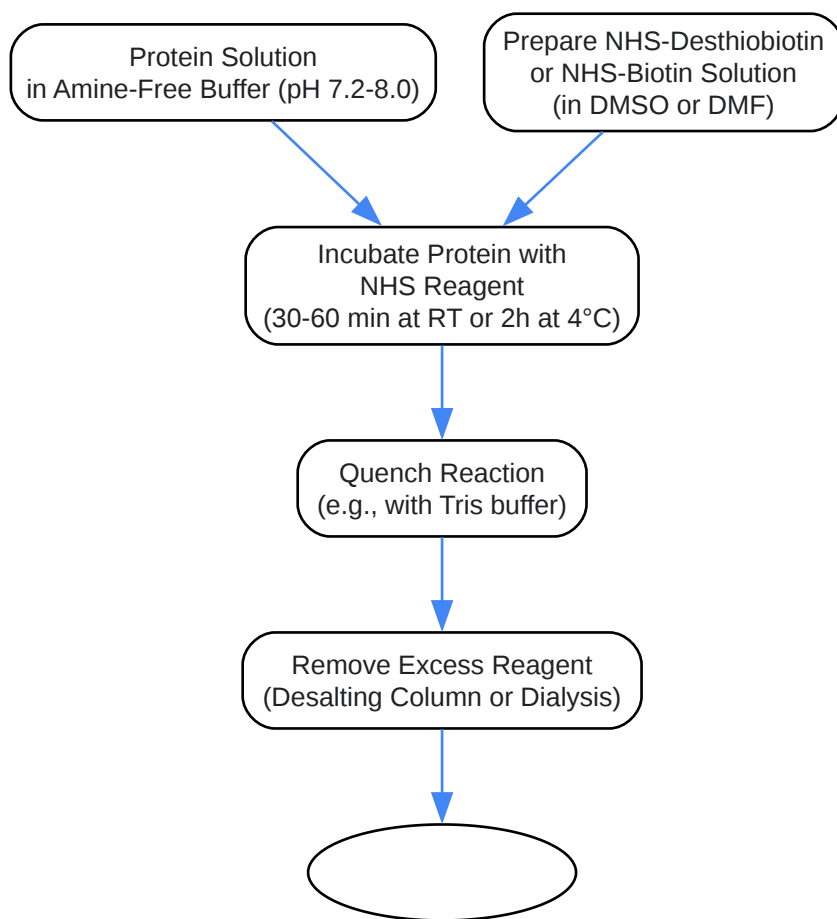 Protein Solution
in Amine-Free Buffer (pH 7.2-8.0)
Prepare NHS-Desthiobiotin
or NHS-Biotin Solution
(in DMSO or DMF)
Incubate Protein with
NHS Reagent
(30-60 min at RT or 2h at 4°C)
Quench Reaction
(e.g., with Tris buffer)
Remove Excess Reagent
(Desalting Column or Dialysis)